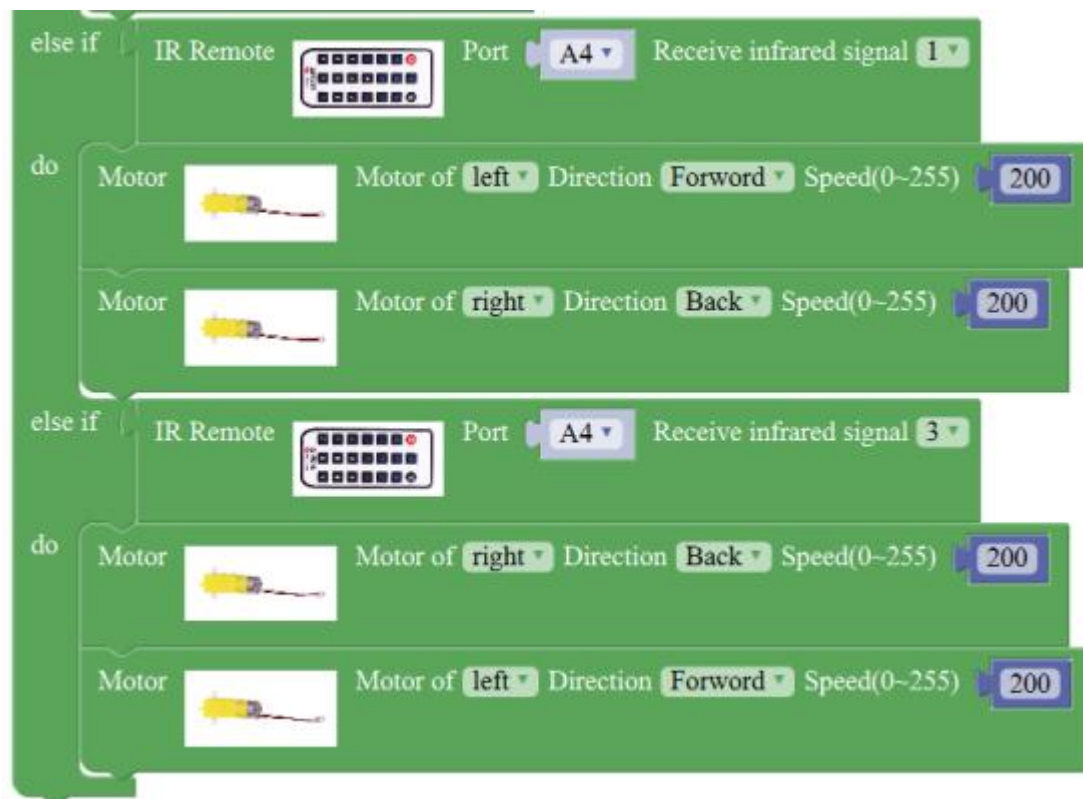 else if IR Remote Port A4 Receive infrared signal 1
do Motor Motor of left Direction Forword Speed(0~255) 200
Motor Motor of right Direction Back Speed(0~255) 200
else if IR Remote Port A4 Receive infrared signal 3
do Motor Motor of right Direction Back Speed(0~255) 200
Motor Motor of left Direction Forword Speed(0~255) 200